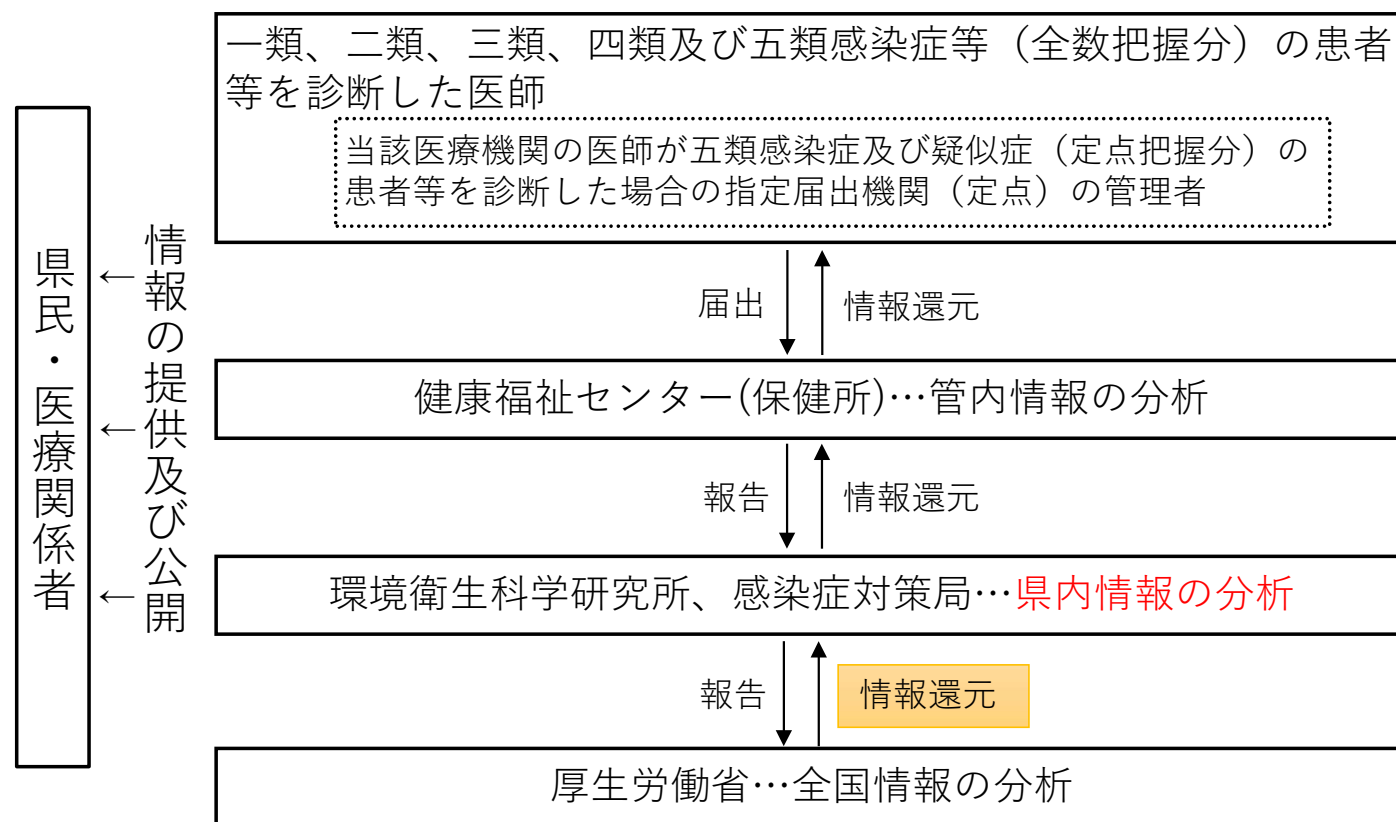 一類、二類、三類、四類及び五類感染症等（全数把握分）の患者
等を診断した医師
当該医療機関の医師が五類感染症及び疑似症（定点把握分）の
患者等を診断した場合の指定届出機関（定点）の管理者
届出
情報還元
健康福祉センター(保健所)…管内情報の分析
報告
情報還元
環境衛生科学研究所、感染症対策局…県内情報の分析
報告
情報還元
厚生労働省…全国情報の分析
情報の提供及び公開
←
←
←
県民・医療関係者